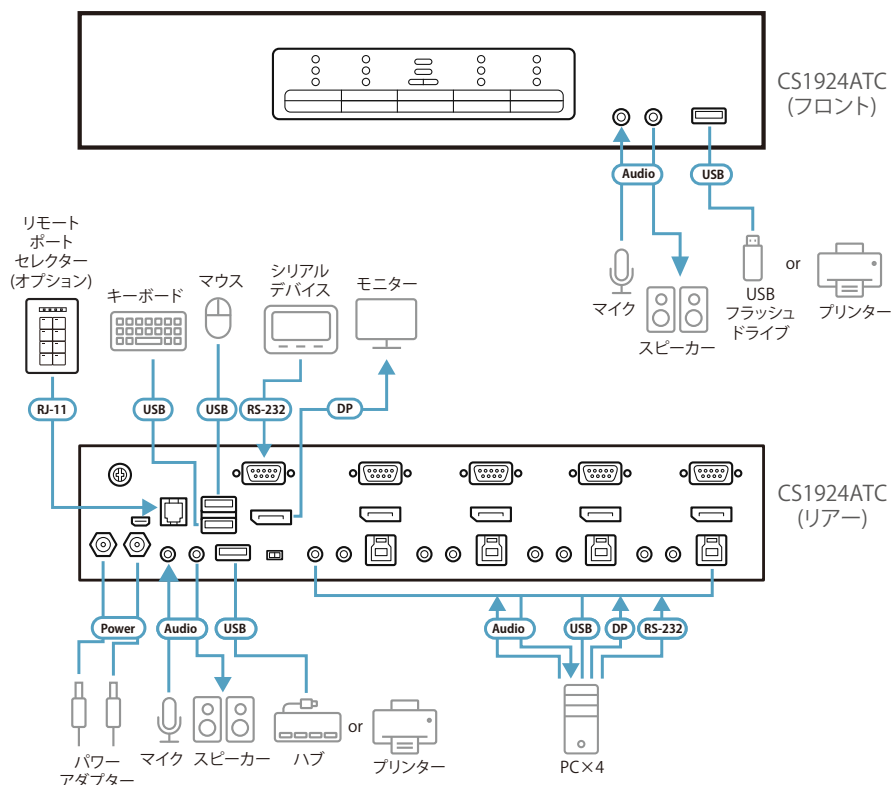 CS1924ATC
(フロント)
Audio
USB
マイク
スピーカー
USB
フラッシュ
ドライブ
or
プリンター
リモート
ポート
セレクター
(オプション)
キーボード
マウス
シリアル
デバイス
モニター
RJ-11
USB
USB
RS-232
DP
CS1924ATC
(リアー)
Power
Audio
USB
Audio
USB
DP
RS-232
パワー
アダプター
マイク
スピーカー
ハブ
or
プリンター
PC×4